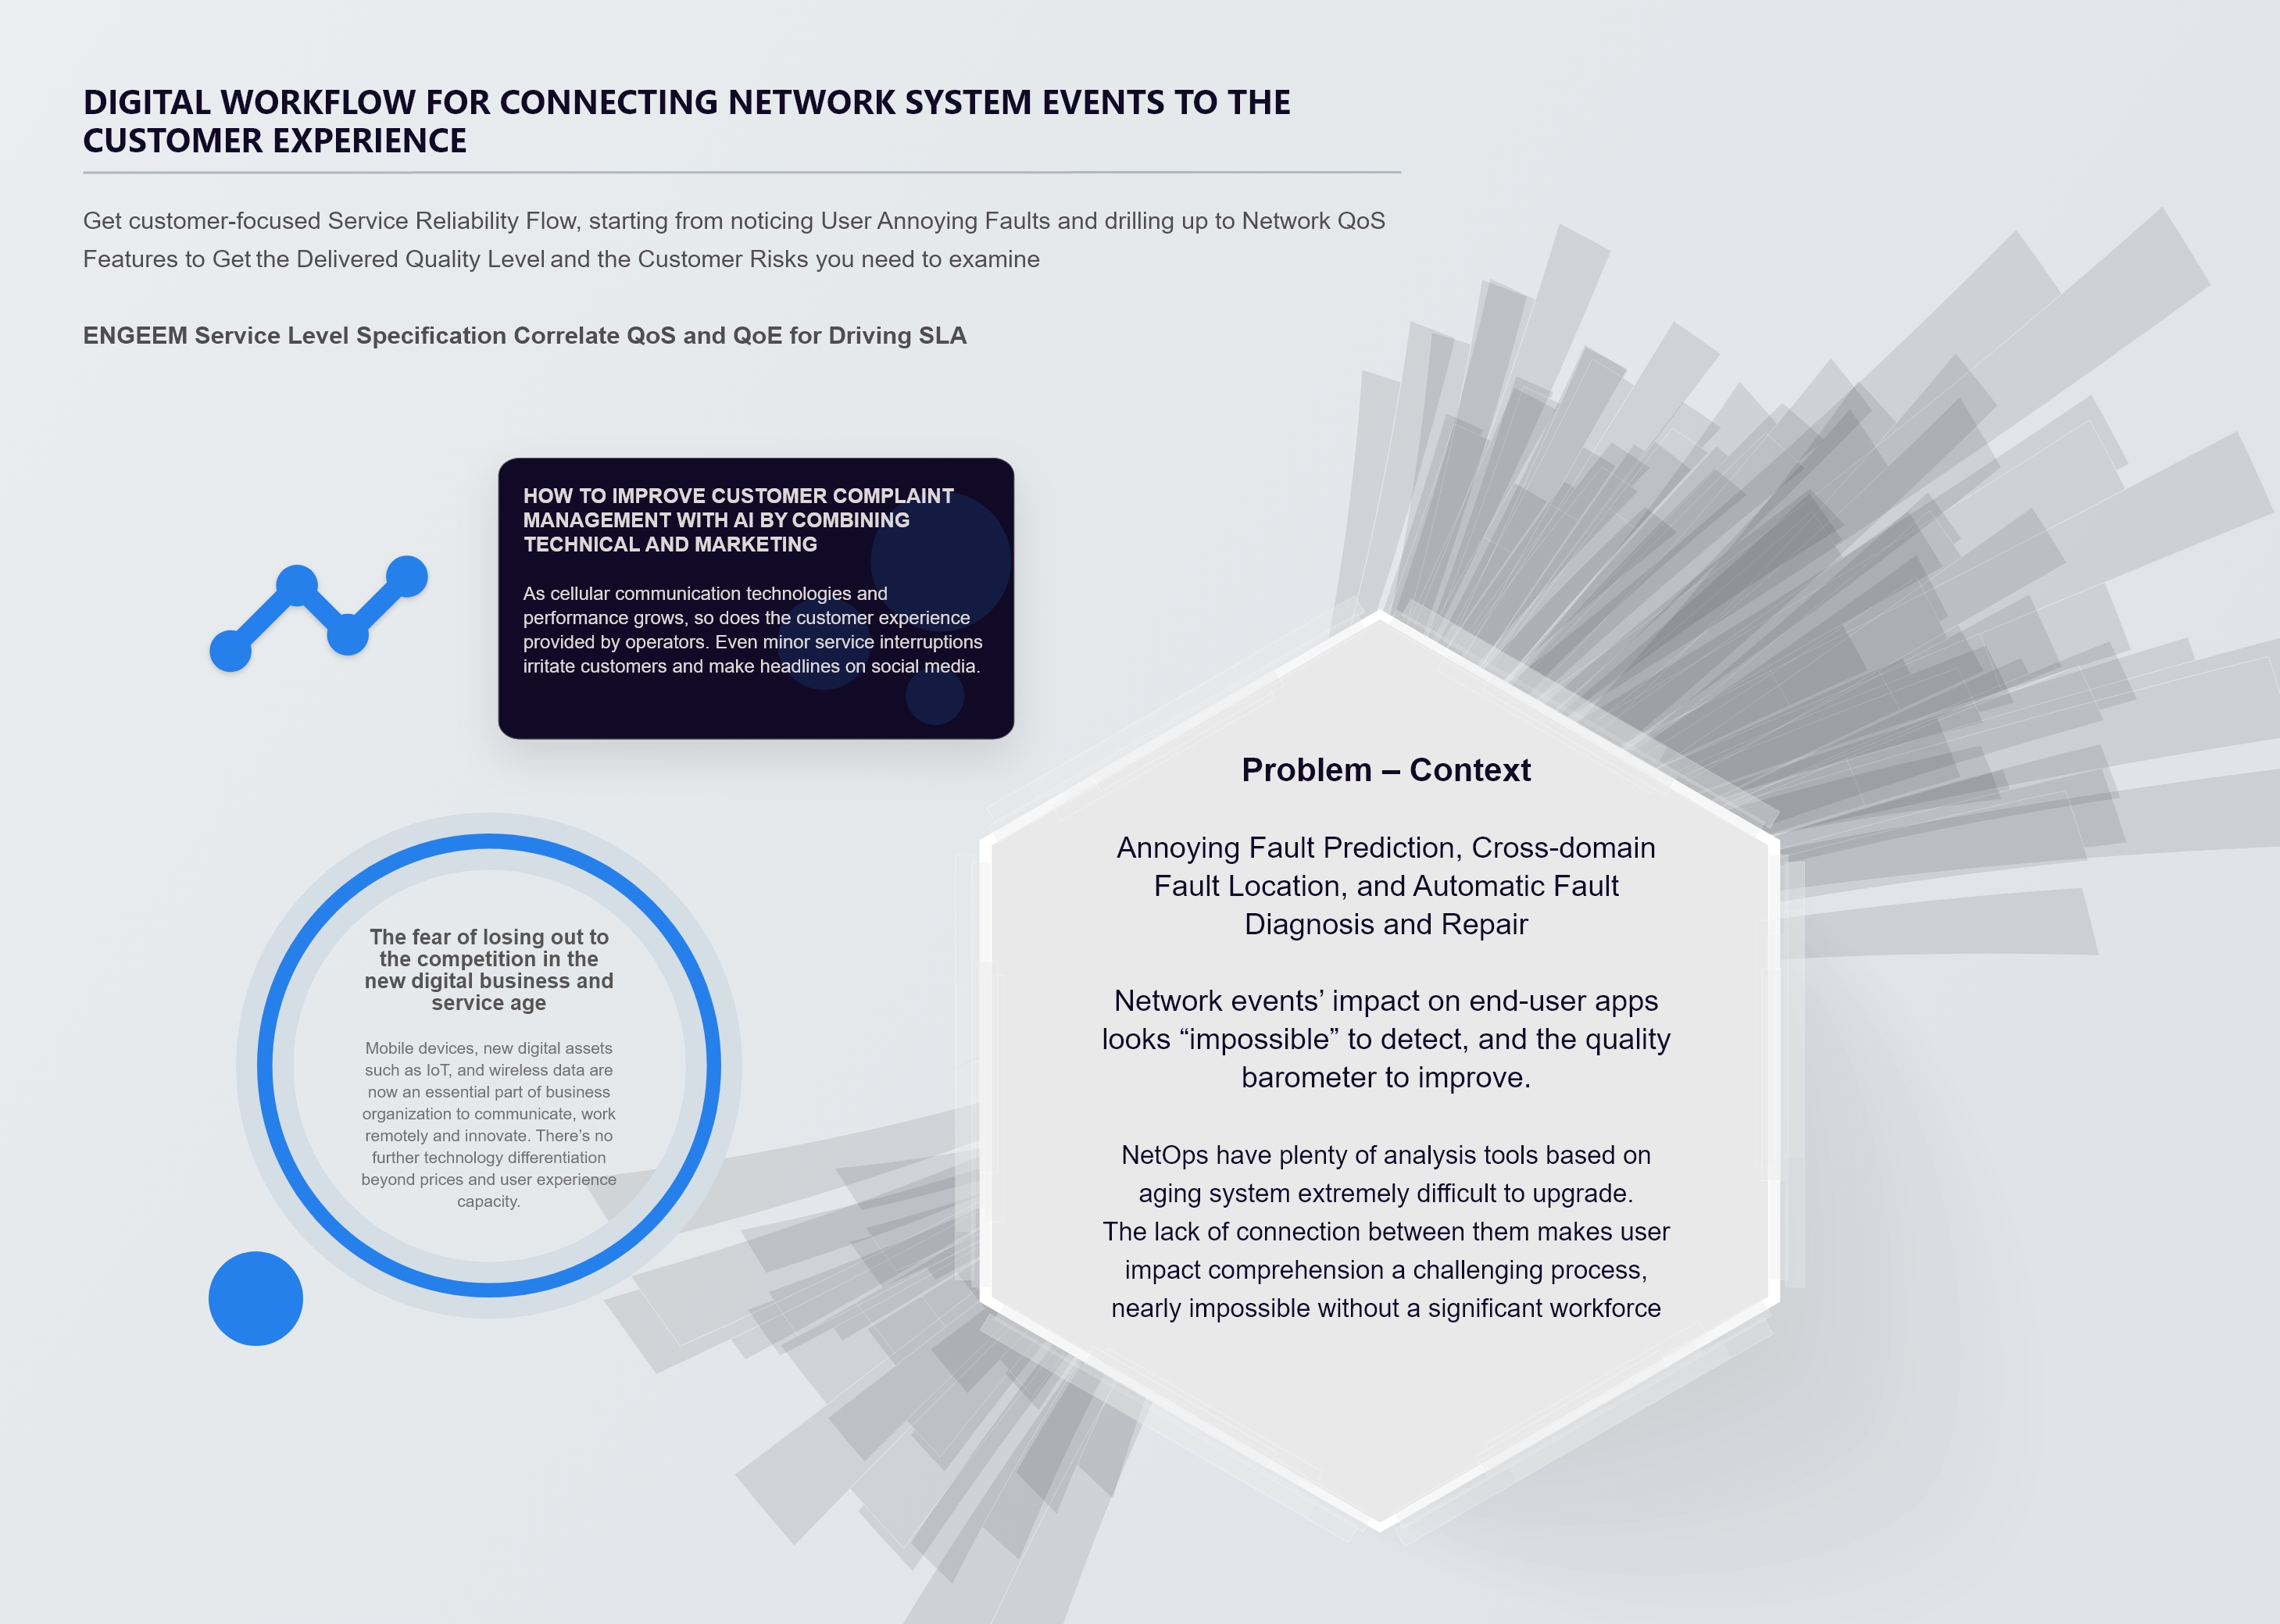 DIGITAL WORKFLOW FOR CONNECTING NETWORK SYSTEM EVENTS TO THE
CUSTOMER EXPERIENCE
Get customer-focused Service Reliability Flow, starting from noticing User Annoying Faults and drilling up to Network QoS
Features to Get the Delivered Quality Level and the Customer Risks you need to examine
ENGEEM Service Level Specification Correlate QoS and QoE for Driving SLA
HOW TO IMPROVE CUSTOMER COMPLAINT
MANAGEMENT WITH AI BY COMBINING
TECHNICAL AND MARKETING
As cellular communication technologies and
performance grows, so does the customer experience
provided by operators. Even minor service interruptions
irritate customers and make headlines on social media.
The fear of losing out to
the competition in the
new digital business and
service age
Mobile devices, new digital assets
such as IoT, and wireless data are
now an essential part of business
organization to communicate, work
remotely and innovate. There’s no
further technology differentiation
beyond prices and user experience
capacity.
Problem – Context
Annoying Fault Prediction, Cross-domain
Fault Location, and Automatic Fault
Diagnosis and Repair
Network events’ impact on end-user apps
looks “impossible” to detect, and the quality
barometer to improve.
NetOps have plenty of analysis tools based on
aging system extremely difficult to upgrade.
The lack of connection between them makes user
impact comprehension a challenging process,
nearly impossible without a significant workforce